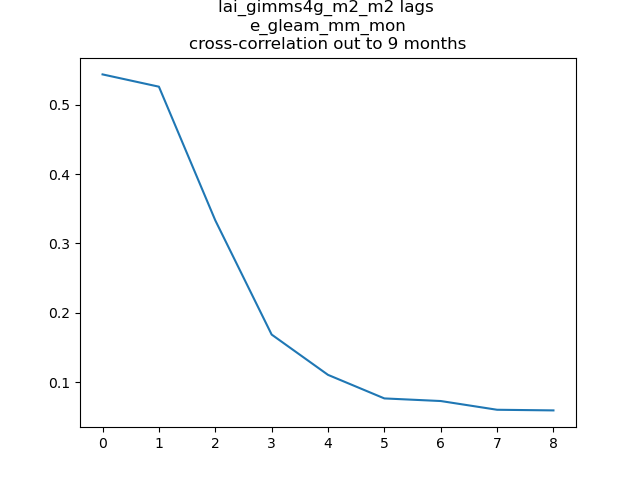 lai_gimms4g_m2_m2 lags
e_gleam_mm_mon
cross-correlation out to 9 months
0.5
0.4
0.3
0.2
0.1
0 1 2 3 4 5 6 7 8